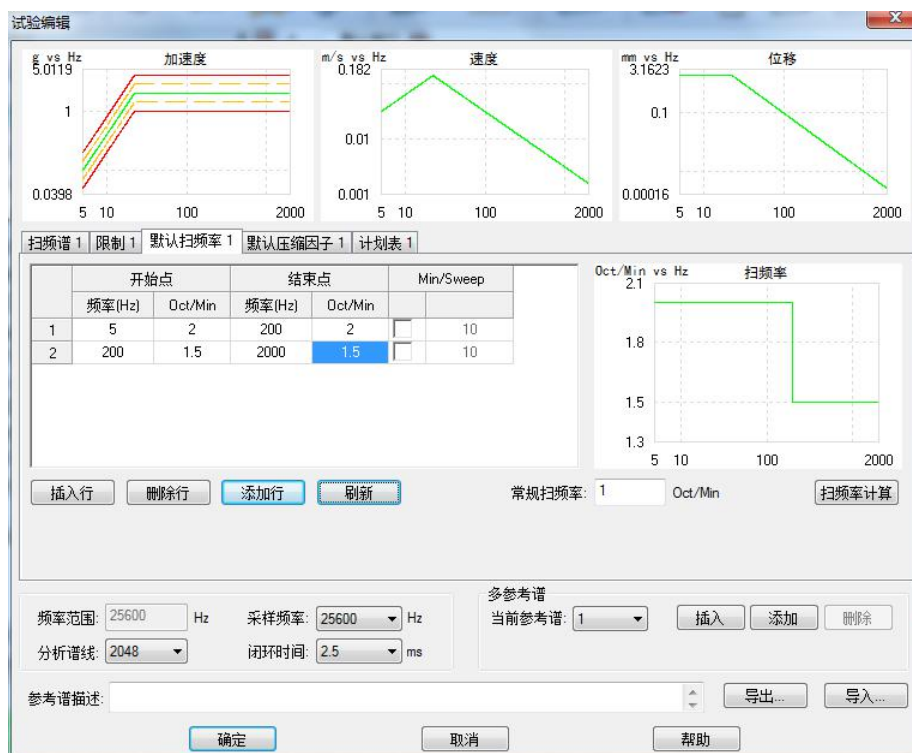 试验编辑
g vs Hz 加速度
5.0119
1
0.0398
5 10 100 2000
m/s vs Hz 速度
0.182
0.01
0.001
5 10 100 2000
mm vs Hz 位移
3.1623
0.1
0.00016
5 10 100 2000
扫频谱 1 限制 1 默认扫频率 1 默认压缩因子 1 计划表 1
开始点 结束点 Min/Sweep
频率(Hz) Oct/Min 频率(Hz) Oct/Min
1 5 2 200 2 10
2 200 1.5 2000 1.5 10
Oct/Min vs Hz 扫频率
2.1
1.8
1.5
1.3
5 10 100 2000
插入行 删除行 添加行 刷新 常规扫频率: 1 Oct/Min 扫频率计算
频率范围: 25600 Hz 采样频率: 25600 Hz
分析谱线: 2048 闭环时间: 2.5 ms
多参考谱
当前参考谱: 1 插入 添加 删除
参考谱描述: 导出... 导入...
确定 取消 帮助